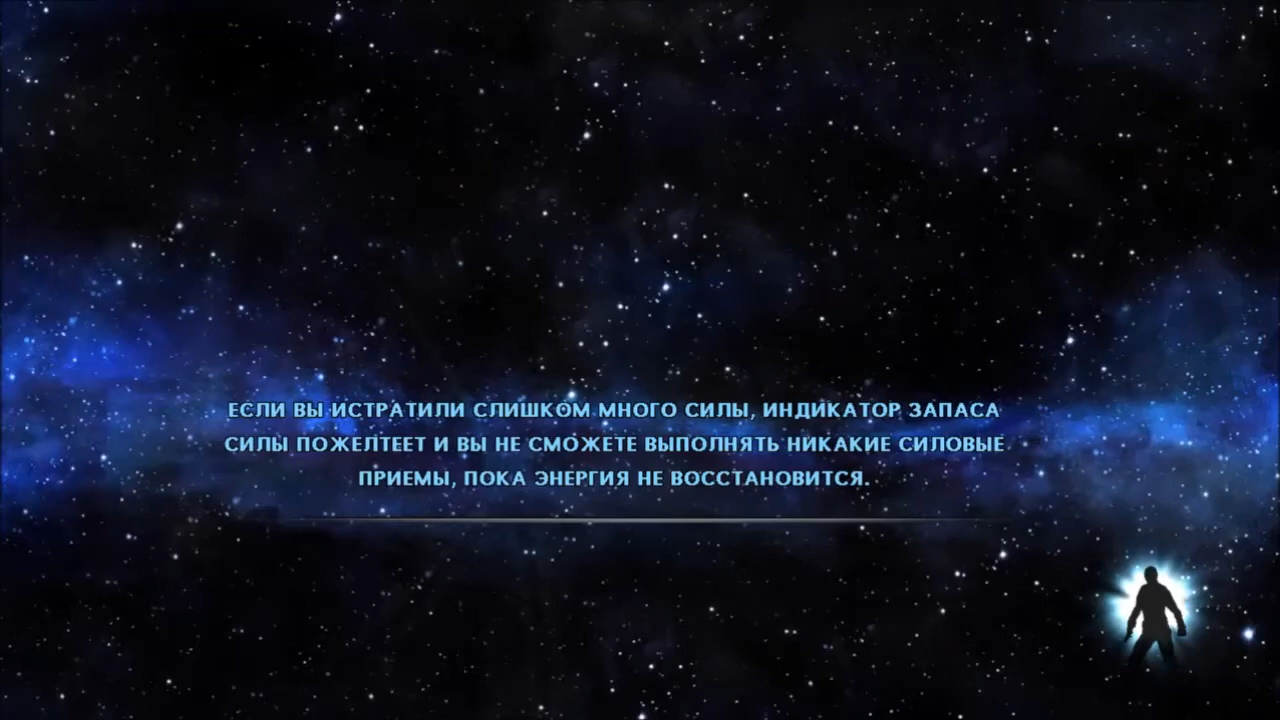 ЕСЛИ ВЫ ИСТРАТИЛИ СЛИШКОМ МНОГО СИЛЫ, ИНДИКАТОР ЗАПАСА
СИЛЫ ПОЖЕЛТЕЕТ И ВЫ НЕ СМОЖЕТЕ ВЫПОЛНЯТЬ НИКАКИЕ СИЛОВЫЕ
ПРИЕМЫ, ПОКА ЭНЕРГИЯ НЕ ВОССТАНОВИТСЯ.